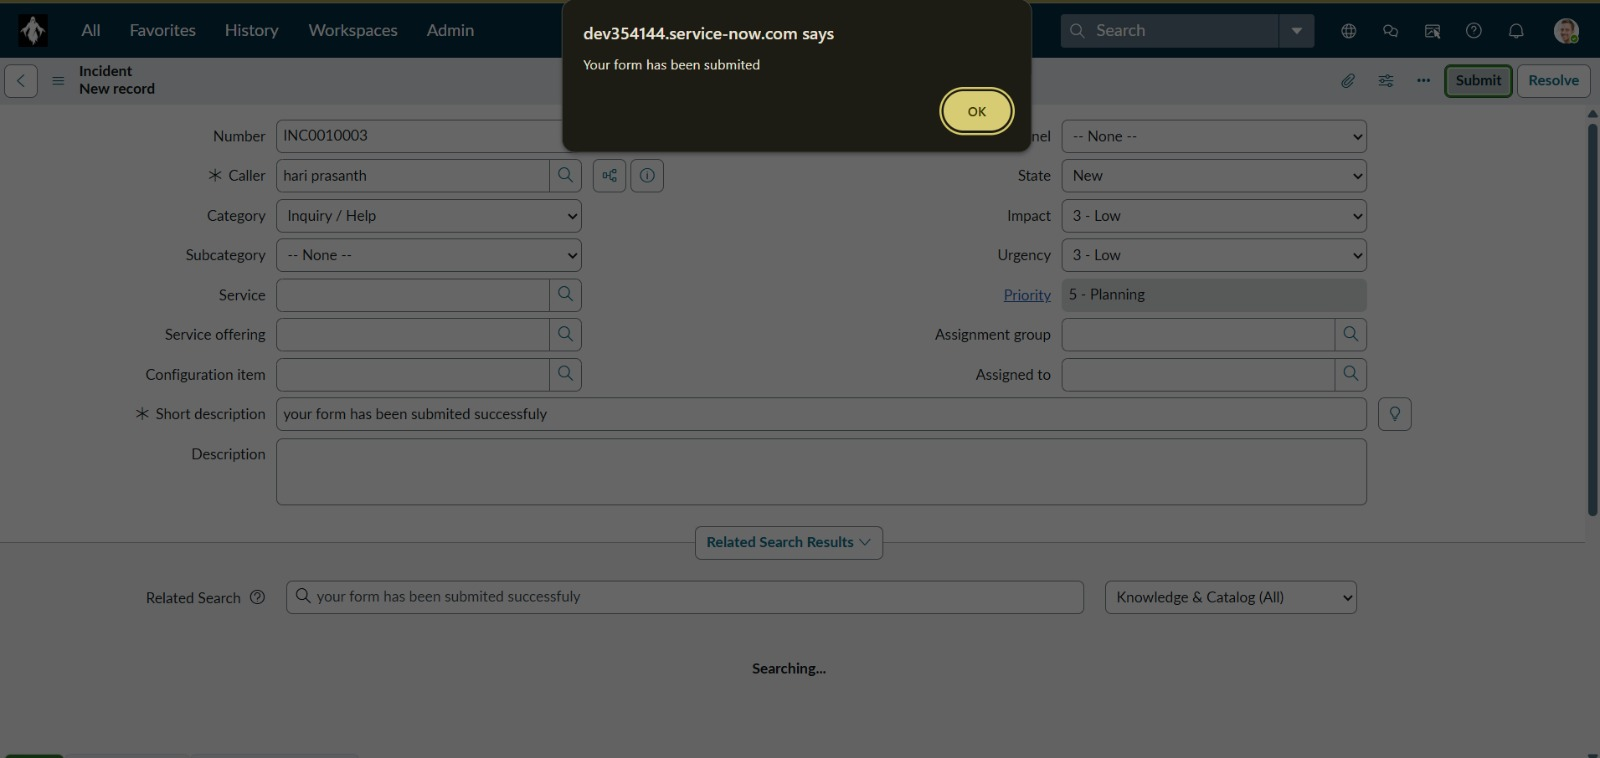 All
Favorites
History
Workspaces
Admin
Search
dev354144.service-now.com says
Your form has been submited
OK
Incident
New record
Submit
Resolve
Number
INC0010003
nel
-- None --
Caller
hari prasanth
State
New
Category
Inquiry / Help
Impact
3 - Low
Subcategory
-- None --
Urgency
3 - Low
Service
Priority
5 - Planning
Service offering
Assignment group
Configuration item
Assigned to
Short description
your form has been submited successfuly
Description
Related Search Results
Related Search
your form has been submited successfuly
Knowledge & Catalog (All)
Searching...